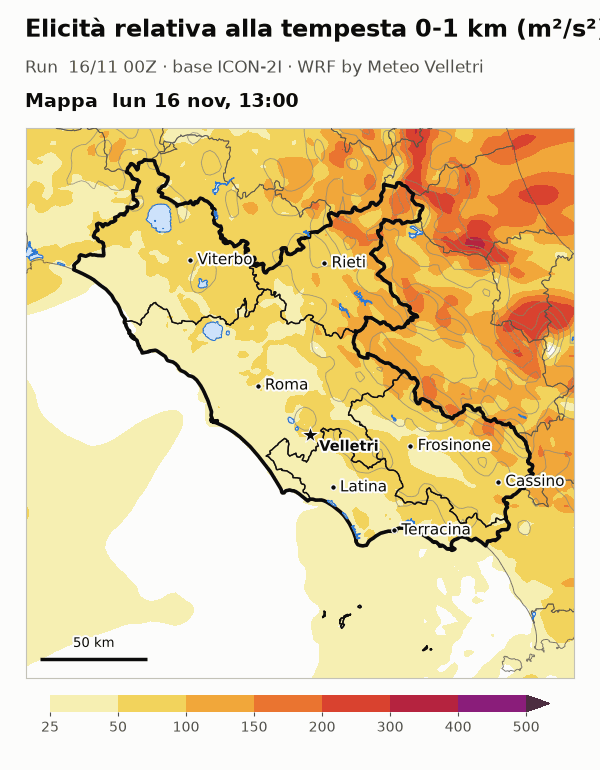 Elicità relativa alla tempesta 0-1 km (m²/s²)
Run  16/11 00Z · base ICON-2I · WRF by Meteo Velletri
Mappa  lun 16 nov, 13:00
Viterbo
Rieti
Roma
Velletri
Frosinone
Cassino
Latina
Terracina
50 km
25 50 100 150 200 300 400 500